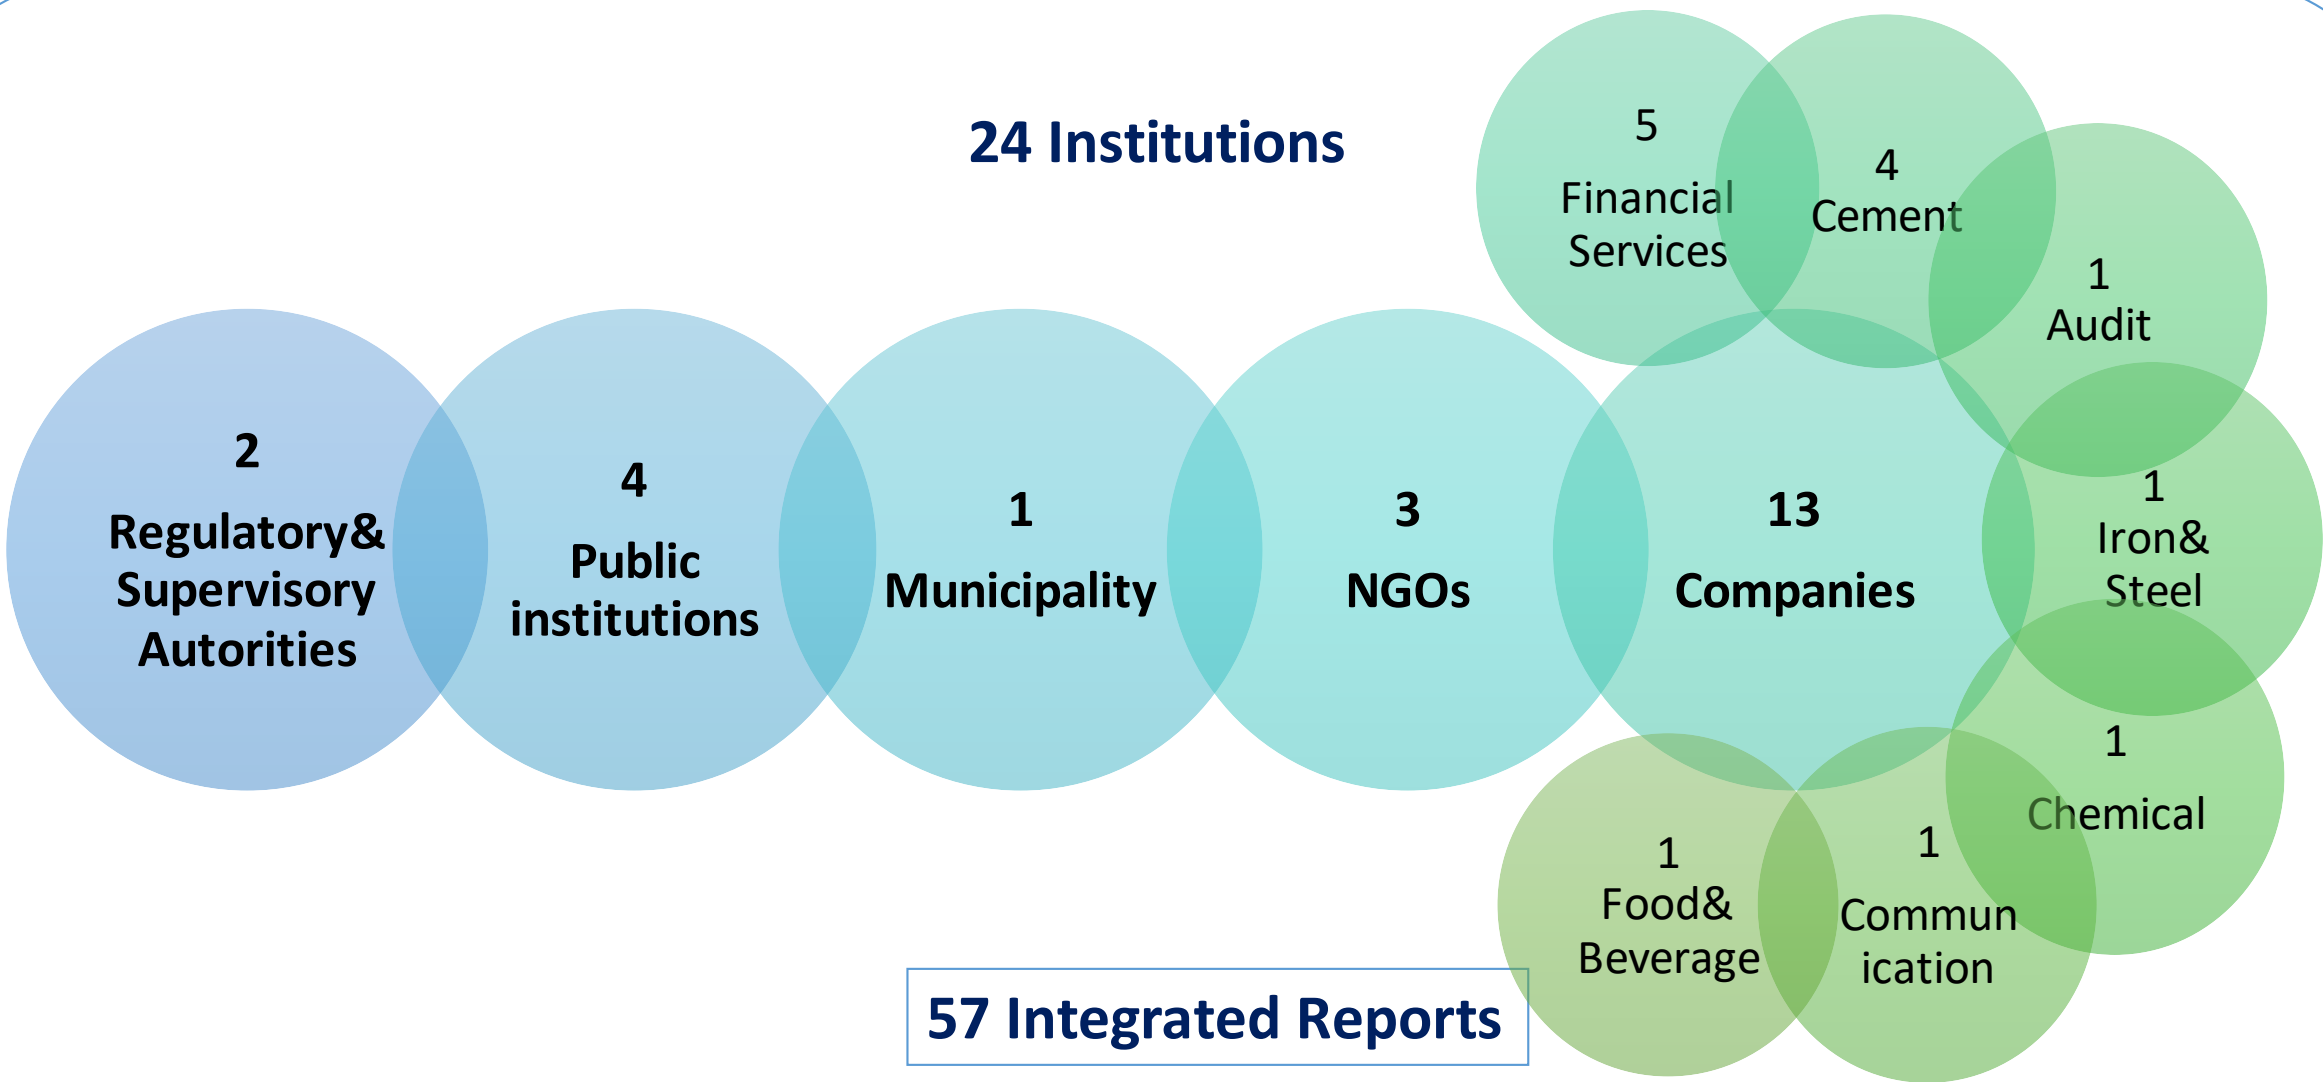 24 Institutions
2
Regulatory&
Supervisory
Autorities
4
Public
institutions
1
Municipality
3
NGOs
13
Companies
5
Financial
Services
4
Cement
1
Audit
1
Iron&
Steel
1
Chemical
1
Commun
ication
1
Food&
Beverage
57 Integrated Reports